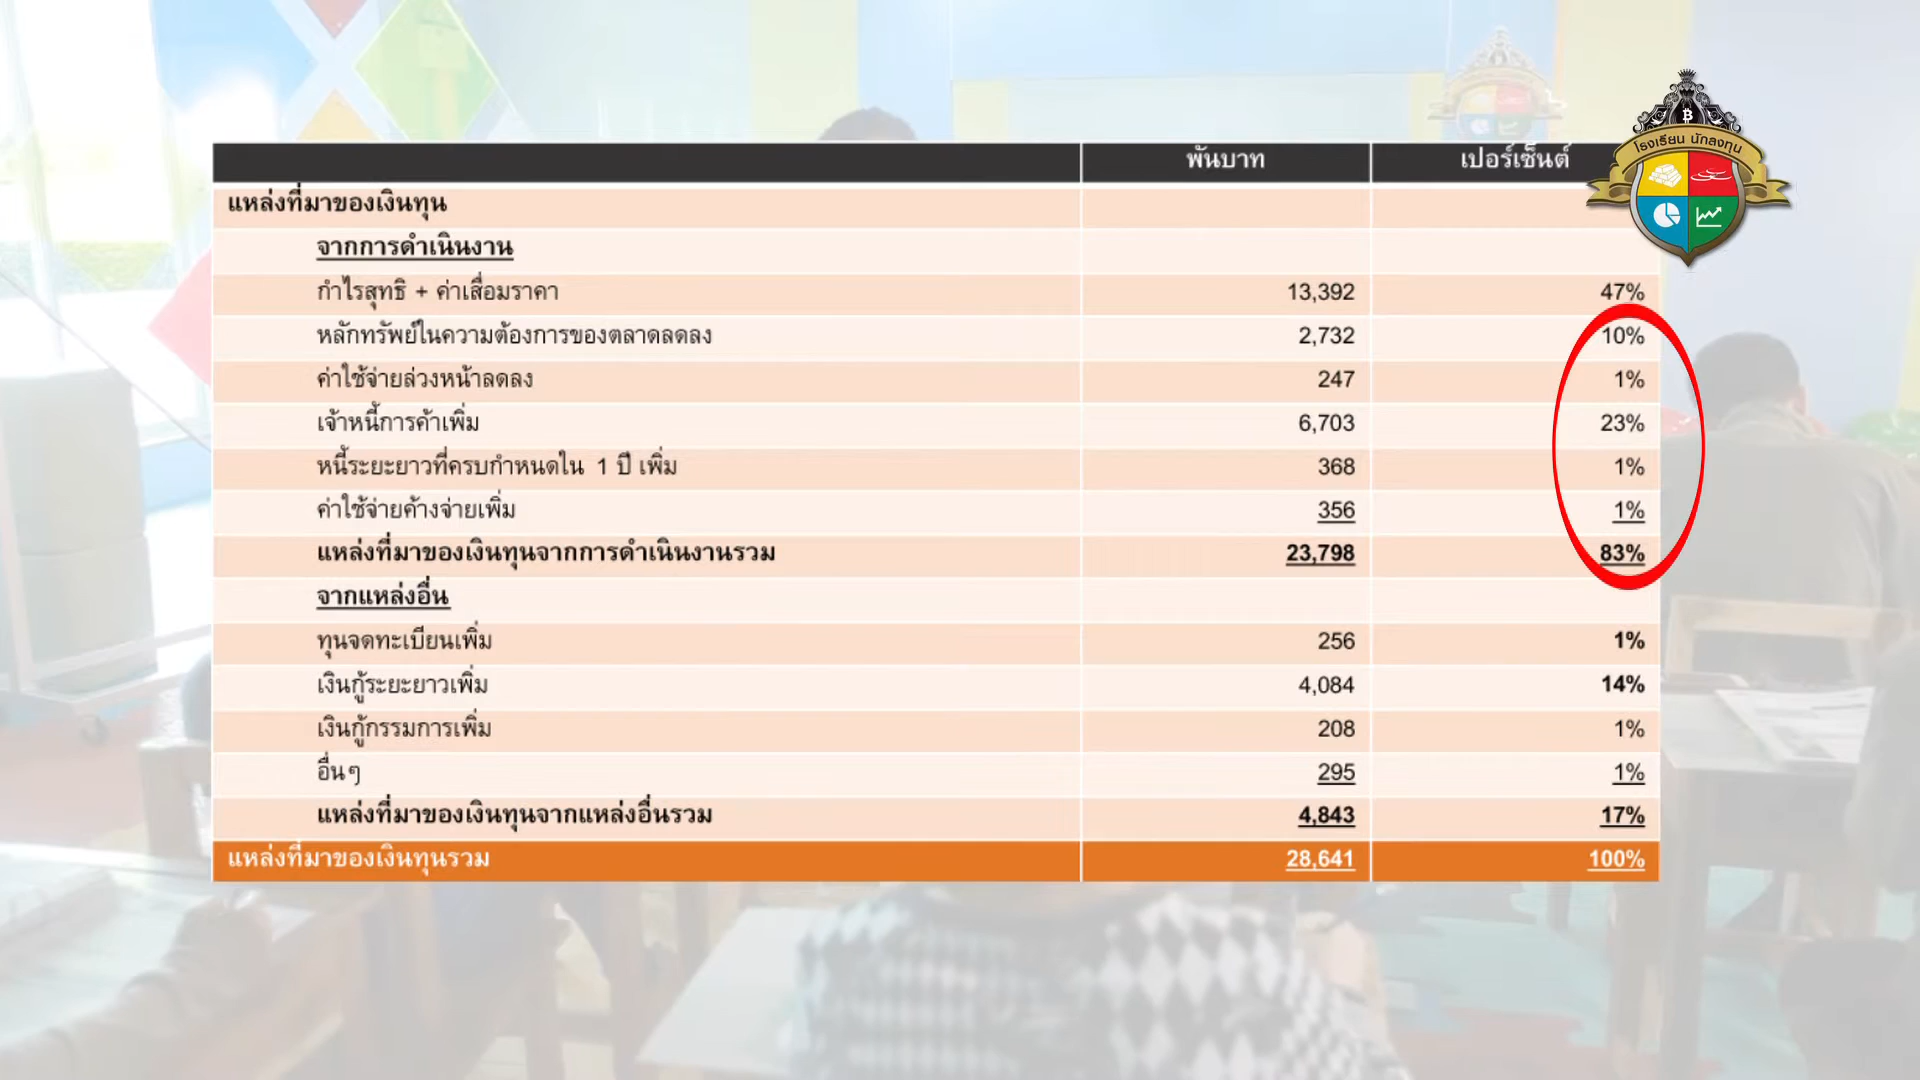 พันบาท เปอร์เซ็นต์
โรงเรียน นักลงทุน
แหล่งที่มาของเงินทุน
จากการดำเนินงาน
กำไรสุทธิ + ค่าเสื่อมราคา 13,392 47%
หลักทรัพย์ในความต้องการของตลาดลดลง 2,732 10%
ค่าใช้จ่ายล่วงหน้าลดลง 247 1%
เจ้าหนี้การค้าเพิ่ม 6,703 23%
หนี้ระยะยาวที่ครบกำหนดใน 1 ปี เพิ่ม 368 1%
ค่าใช้จ่ายค้างจ่ายเพิ่ม 356 1%
แหล่งที่มาของเงินทุนจากการดำเนินงานรวม 23,798 83%
จากแหล่งอื่น
ทุนจดทะเบียนเพิ่ม 256 1%
เงินกู้ระยะยาวเพิ่ม 4,084 14%
เงินกู้กรรมการเพิ่ม 208 1%
อื่นๆ 295 1%
แหล่งที่มาของเงินทุนจากแหล่งอื่นรวม 4,843 17%
แหล่งที่มาของเงินทุนรวม 28,641 100%